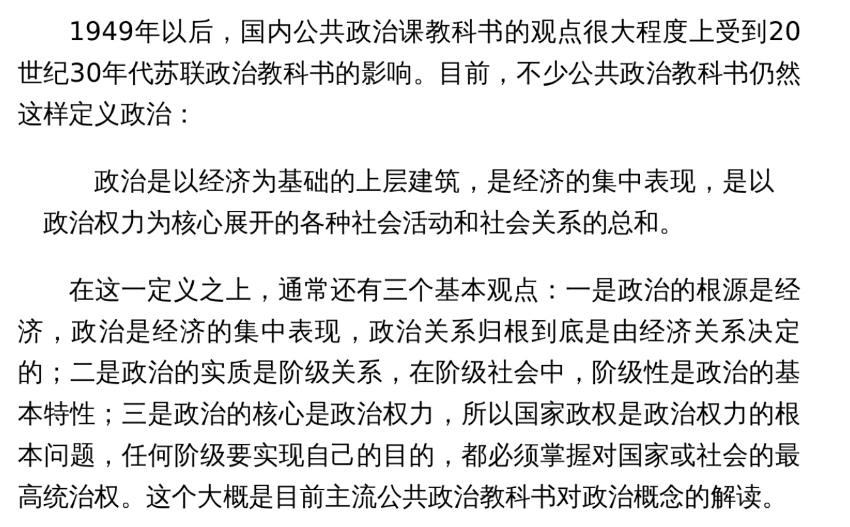 1949年以后，国内公共政治课教科书的观点很大程度上受到20
世纪30年代苏联政治教科书的影响。目前，不少公共政治教科书仍然
这样定义政治：
政治是以经济为基础的上层建筑，是经济的集中表现，是以
政治权力为核心展开的各种社会活动和社会关系的总和。
在这一定义之上，通常还有三个基本观点：一是政治的根源是经
济，政治是经济的集中表现，政治关系归根到底是由经济关系决定
的；二是政治的实质是阶级关系，在阶级社会中，阶级性是政治的基
本特性；三是政治的核心是政治权力，所以国家政权是政治权力的根
本问题，任何阶级要实现自己的目的，都必须掌握对国家或社会的最
高统治权。这个大概是目前主流公共政治教科书对政治概念的解读。